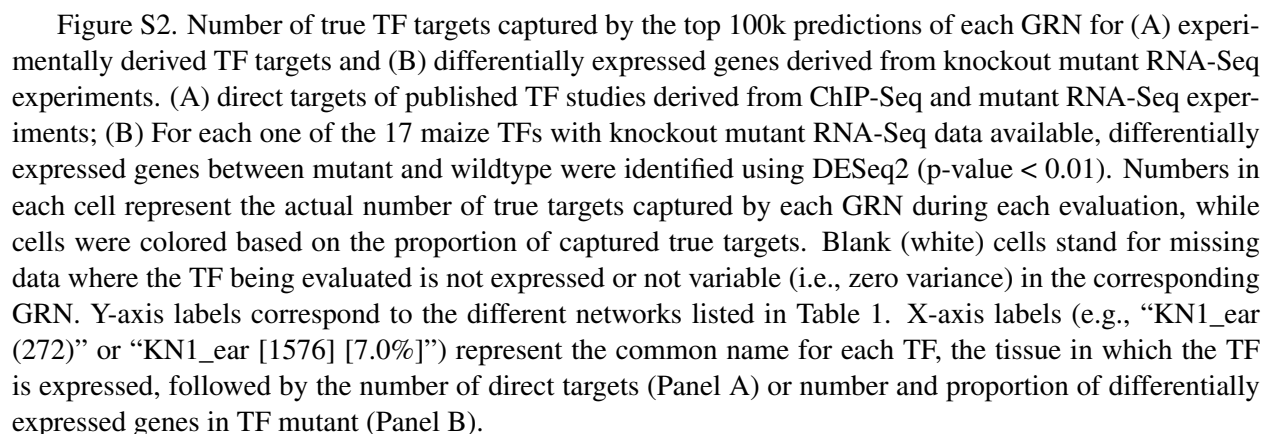 Figure S2. Number of true TF targets captured by the top 100k predictions of each GRN for (A) experi-
mentally derived TF targets and (B) differentially expressed genes derived from knockout mutant RNA-Seq
experiments. (A) direct targets of published TF studies derived from ChIP-Seq and mutant RNA-Seq exper-
iments; (B) For each one of the 17 maize TFs with knockout mutant RNA-Seq data available, differentially
expressed genes between mutant and wildtype were identified using DESeq2 (p-value < 0.01). Numbers in
each cell represent the actual number of true targets captured by each GRN during each evaluation, while
cells were colored based on the proportion of captured true targets. Blank (white) cells stand for missing
data where the TF being evaluated is not expressed or not variable (i.e., zero variance) in the corresponding
GRN. Y-axis labels correspond to the different networks listed in Table 1. X-axis labels (e.g., “KN1_ear
(272)” or “KN1_ear [1576] [7.0%]”) represent the common name for each TF, the tissue in which the TF
is expressed, followed by the number of direct targets (Panel A) or number and proportion of differentially
expressed genes in TF mutant (Panel B).